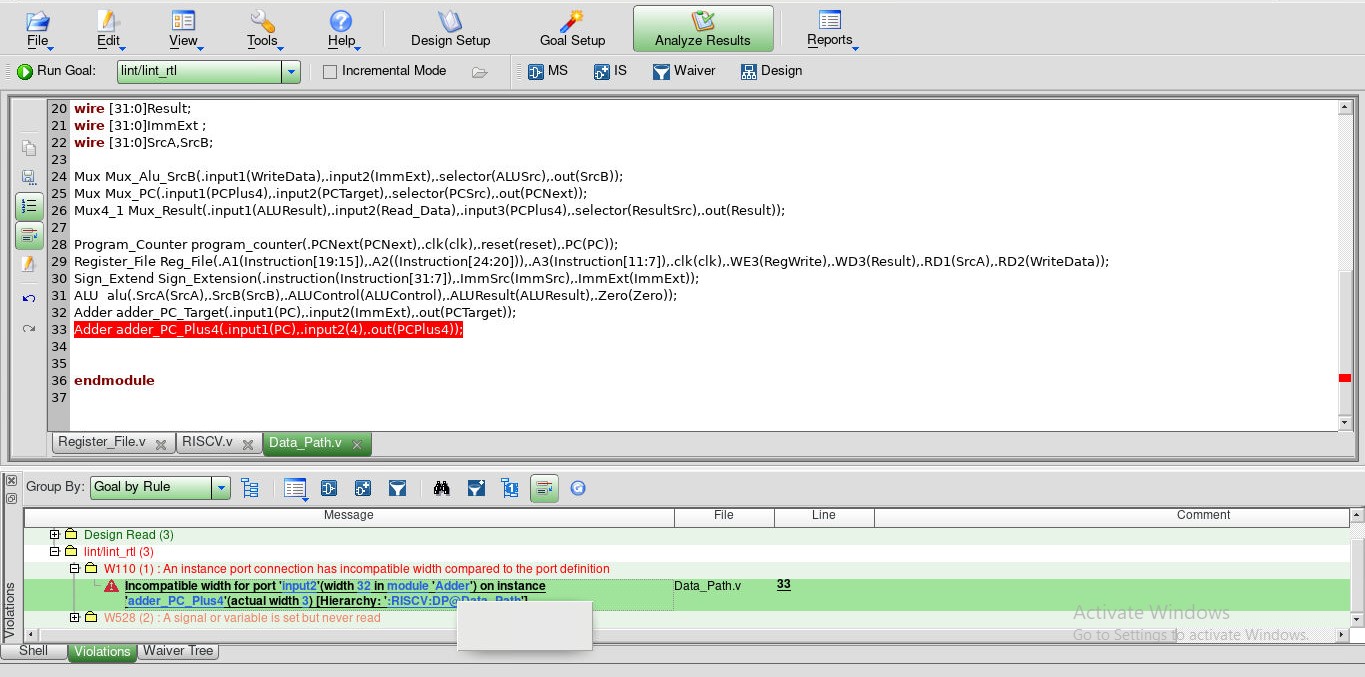 File Edit View Tools Help Design Setup Goal Setup Analyze Results Reports
Run Goal: lint/lint_rtl Incremental Mode MS IS Waiver Design
20 wire [31:0]Result;
21 wire [31:0]ImmExt ;
22 wire [31:0]SrcA,SrcB;
23
24 Mux Mux_Alu_SrcB(.input1(WriteData),.input2(ImmExt),.selector(ALUSrc),.out(SrcB));
25 Mux Mux_PC(.input1(PCPlus4),.input2(PCTarget),.selector(PCSrc),.out(PCNext));
26 Mux4_1 Mux_Result(.input1(ALUResult),.input2(Read_Data),.input3(PCPlus4),.selector(ResultSrc),.out(Result));
27
28 Program_Counter program_counter(.PCNext(PCNext),.clk(clk),.reset(reset),.PC(PC));
29 Register_File Reg_File(.A1(Instruction[19:15]),.A2((Instruction[24:20])),.A3(Instruction[11:7]),.clk(clk),.WE3(RegWrite),.WD3(Result),.RD1(SrcA),.RD2(WriteData));
30 Sign_Extend Sign_Extension(.instruction(Instruction[31:7]),.ImmSrc(ImmSrc),.ImmExt(ImmExt));
31 ALU  alu(.SrcA(SrcA),.SrcB(SrcB),.ALUControl(ALUControl),.ALUResult(ALUResult),.Zero(Zero));
32 Adder adder_PC_Target(.input1(PC),.input2(ImmExt),.out(PCTarget));
33 Adder adder_PC_Plus4(.input1(PC),.input2(4),.out(PCPlus4));
34
35
36 endmodule
37
Register_File.v RISCV.v Data_Path.v
Group By: Goal by Rule
Message File Line Comment
Design Read (3)
lint/lint_rtl (3)
W110 (1) : An instance port connection has incompatible width compared to the port definition
Incompatible width for port 'input2'(width 32 in module 'Adder') on instance Data_Path.v 33
'adder_PC_Plus4'(actual width 3) [Hierarchy: ':RISCV:DP@Data_Path']
W528 (2) : A signal or variable is set but never read
Violations
Activate Windows
Go to Settings to activate Windows.
Shell Violations Waiver Tree